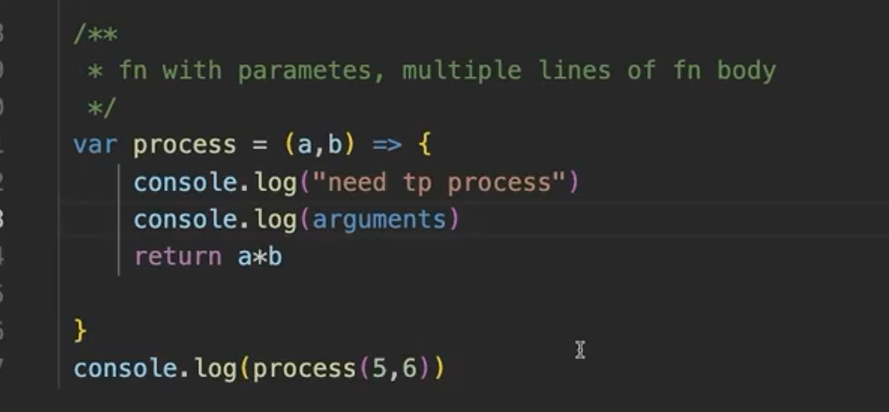 /**
* fn with parametes, multiple lines of fn body
*/
var process = (a,b) => {
console.log("need tp process")
console.log(arguments)
return a*b
}
console.log(process(5,6))